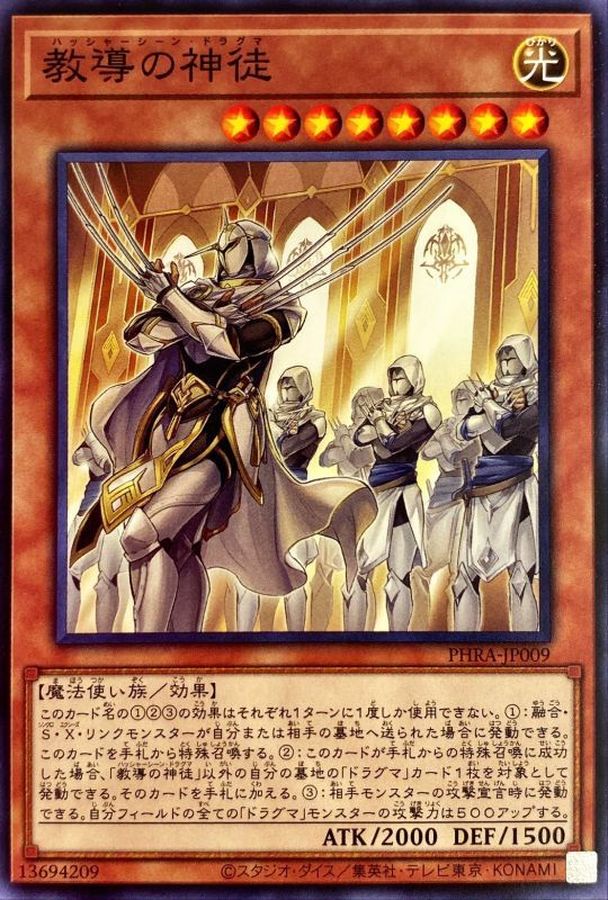 ハッシャーシーン・ドラグマ
教導の神徒
ひかり
光
PHRA-JP009
【魔法使い族／効果】
このカード名の①②③の効果はそれぞれ1ターンに1度しか使用できない。①：融合・
S・X・リンクモンスターが自分または相手の墓地へ送られた場合に発動できる。
このカードを手札から特殊召喚する。②：このカードが手札からの特殊召喚に成功
した場合、「教導の神徒」以外の自分の墓地の「ドラグマ」カード1枚を対象として
発動できる。そのカードを手札に加える。③：相手モンスターの攻撃宣言時に発動
できる。自分フィールドの全ての「ドラグマ」モンスターの攻撃力は500アップする。
ATK/2000 DEF/1500
13694209
©スタジオ・ダイス／集英社・テレビ東京・KONAMI